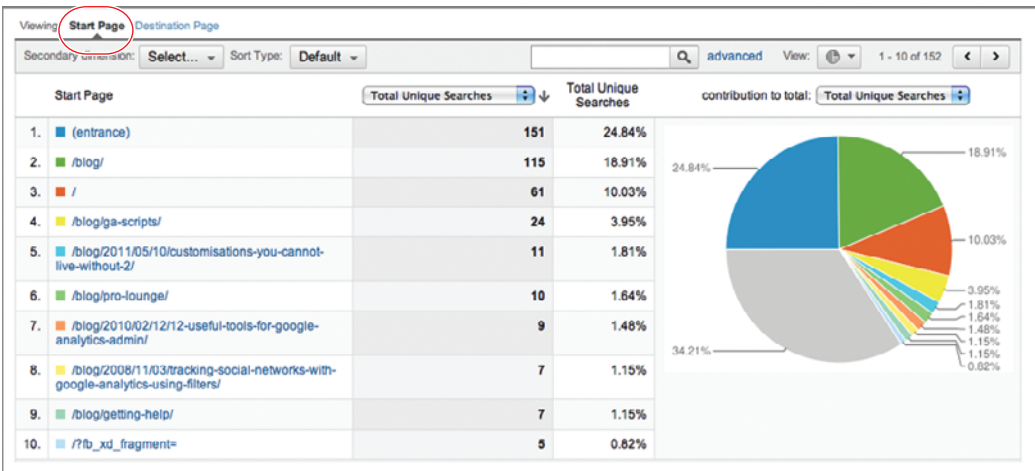 Viewing Start Page Destination Page
Secondary dimension: Select... Sort Type: Default advanced View: 1 - 10 of 152
Start Page Total Unique Searches Total Unique Searches contribution to total: Total Unique Searches
1. (entrance) 151 24.84%
2. /blog/ 115 18.91%
3. / 61 10.03%
4. /blog/ga-scripts/ 24 3.95%
5. /blog/2011/05/10/customisations-you-cannot-
live-without-2/ 11 1.81%
6. /blog/pro-lounge/ 10 1.64%
7. /blog/2010/02/12/12-useful-tools-for-google-
analytics-admin/ 9 1.48%
8. /blog/2008/11/03/tracking-social-networks-with-
google-analytics-using-filters/ 7 1.15%
9. /blog/getting-help/ 7 1.15%
10. /?fb_xd_fragment= 5 0.82%
24.84%
18.91%
10.03%
3.95%
1.81%
1.64%
1.48%
1.15%
1.15%
0.82%
34.21%